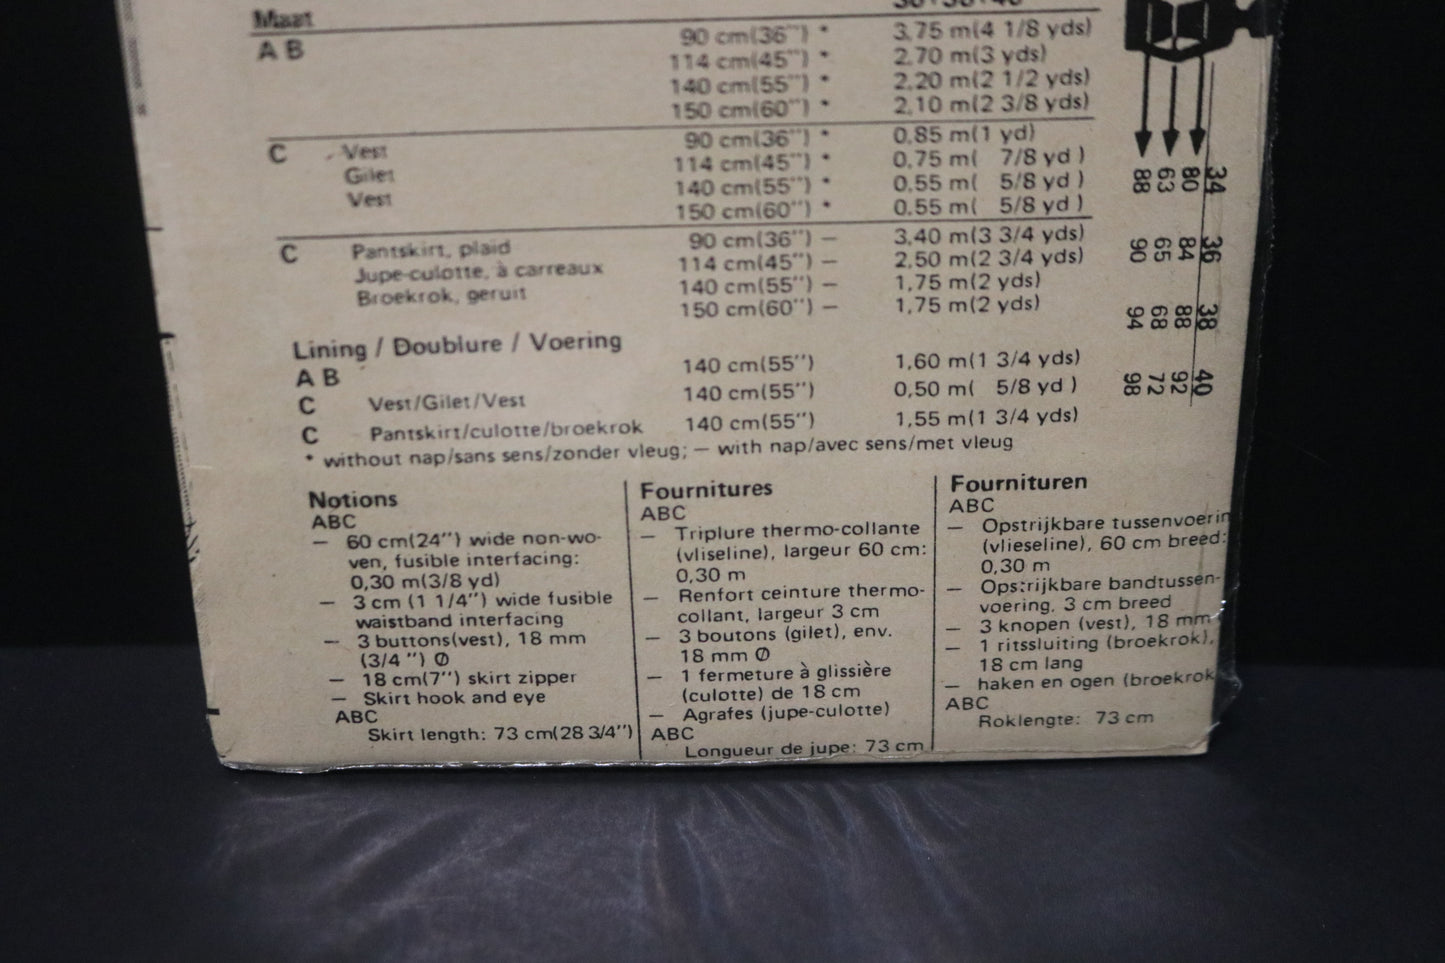 Maat
A B 90 cm(36'') * 3,75 m(4 1/8 yds)
114 cm(45'') * 2,70 m(3 yds)
140 cm(55'') * 2,20 m(2 1/2 yds)
150 cm(60'') * 2,10 m(2 3/8 yds)
C Vest 90 cm(36'') * 0,85 m(1 yd)
Gilet 114 cm(45'') * 0,75 m( 7/8 yd )
Vest 140 cm(55'') * 0,55 m( 5/8 yd )
150 cm(60'') * 0,55 m( 5/8 yd )
C Pantskirt, plaid 90 cm(36'') — 3,40 m(3 3/4 yds)
Jupe-culotte, à carreaux 114 cm(45'') — 2,50 m(2 3/4 yds)
Broekrok, geruit 140 cm(55'') — 1,75 m(2 yds)
150 cm(60'') — 1,75 m(2 yds)
Lining / Doublure / Voering
A B 140 cm(55'') 1,60 m(1 3/4 yds)
C Vest/Gilet/Vest 140 cm(55'') 0,50 m( 5/8 yd )
C Pantskirt/culotte/broekrok 140 cm(55'') 1,55 m(1 3/4 yds)
* without nap/sans sens/zonder vleug; — with nap/avec sens/met vleug
34 36 38 40
80 84 88 92
63 65 68 72
88 90 94 98
Notions
ABC
— 60 cm(24'') wide non-wo-
ven, fusible interfacing:
0,30 m(3/8 yd)
— 3 cm (1 1/4'') wide fusible
waistband interfacing
— 3 buttons(vest), 18 mm
(3/4 '') Ø
— 18 cm(7'') skirt zipper
— Skirt hook and eye
ABC
Skirt length: 73 cm(28 3/4'')
Fournitures
ABC
— Triplure thermo-collante
(vliseline), largeur 60 cm:
0,30 m
— Renfort ceinture thermo-
collant, largeur 3 cm
— 3 boutons (gilet), env.
18 mm Ø
— 1 fermeture à glissière
(culotte) de 18 cm
— Agrafes (jupe-culotte)
ABC
Longueur de jupe: 73 cm
Fournituren
ABC
— Opstrijkbare tussenvoerin
(vlieseline), 60 cm breed:
0,30 m
— Opstrijkbare bandtussen-
voering, 3 cm breed
— 3 knopen (vest), 18 mm
— 1 ritssluiting (broekrok),
18 cm lang
— haken en ogen (broekrok
ABC
Roklengte: 73 cm